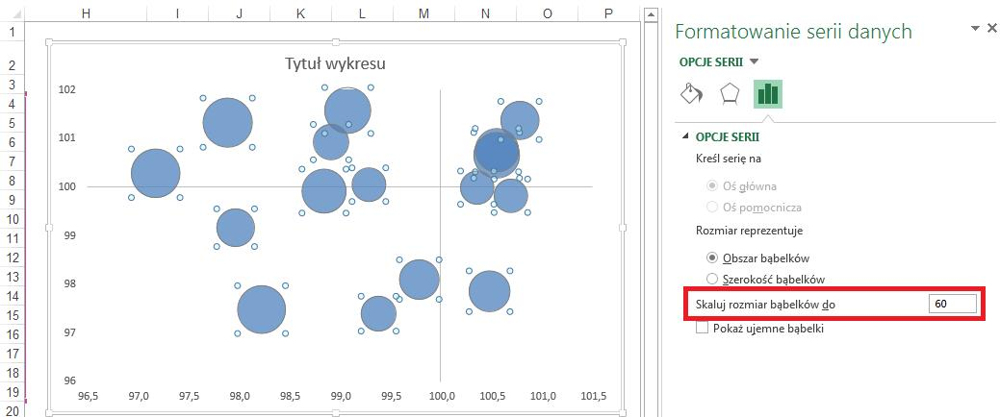 H I J K L M N O P
1
2
3
4
5
6
7
8
9
10
11
12
13
14
15
16
17
18
19
20
Tytuł wykresu
102
101
100
99
98
97
96
96,5 97,0 97,5 98,0 98,5 99,0 99,5 100,0 100,5 101,0 101,5
Formatowanie serii danych
OPCJE SERII
OPCJE SERII
Kreśl serię na
Oś główna
Oś pomocnicza
Rozmiar reprezentuje
Obszar bąbelków
Szerokość bąbelków
Skaluj rozmiar bąbelków do 60
Pokaż ujemne bąbelki